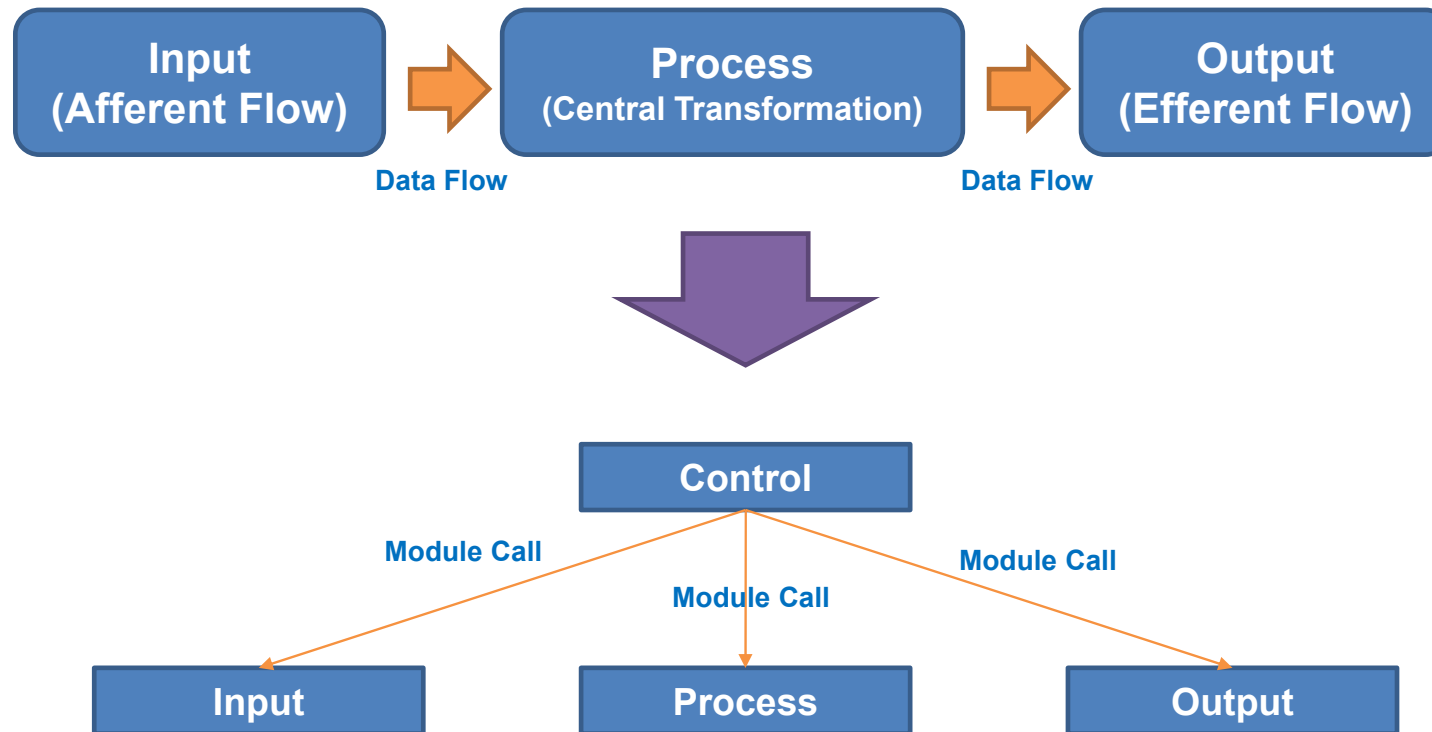 Input
(Afferent Flow)
Process
(Central Transformation)
Output
(Efferent Flow)
Data Flow
Data Flow
Control
Module Call
Module Call
Module Call
Input
Process
Output